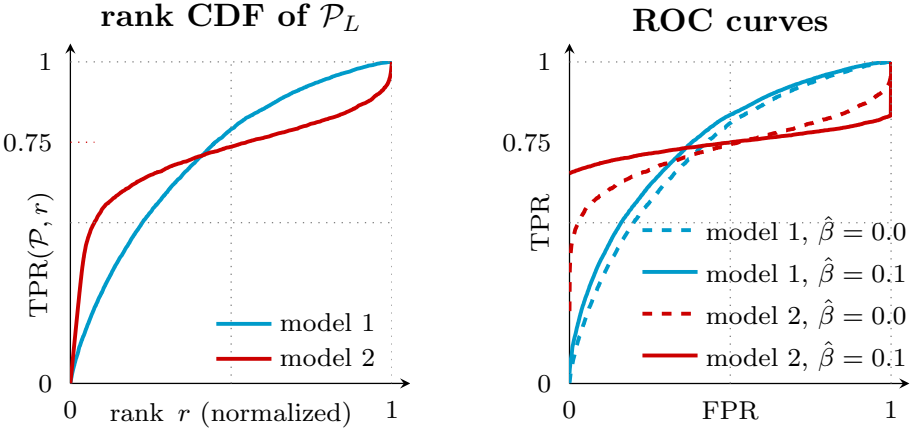 rank CDF of 𝒫_L
1
0.75
0
TPR(𝒫, r)
model 1
model 2
0
rank r (normalized)
1
ROC curves
1
0.75
0
TPR
model 1, β̂ = 0.0
model 1, β̂ = 0.1
model 2, β̂ = 0.0
model 2, β̂ = 0.1
0
FPR
1